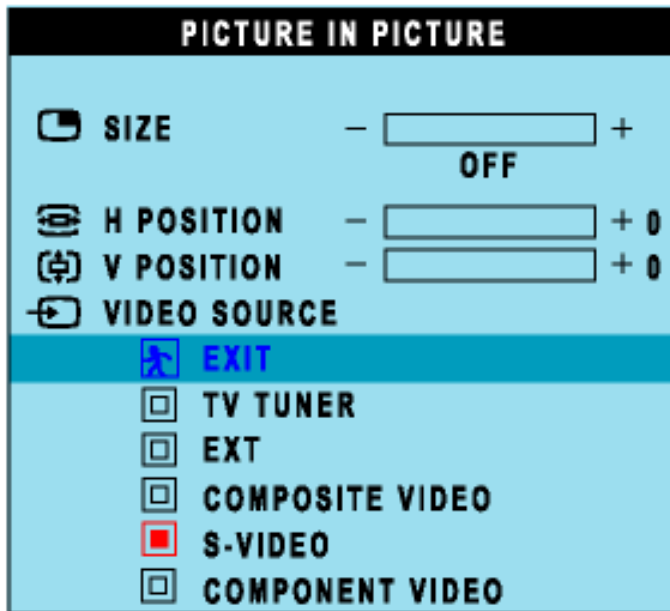 PICTURE IN PICTURE
SIZE - +
OFF
H POSITION - + 0
V POSITION - + 0
VIDEO SOURCE
EXIT
TV TUNER
EXT
COMPOSITE VIDEO
S-VIDEO
COMPONENT VIDEO